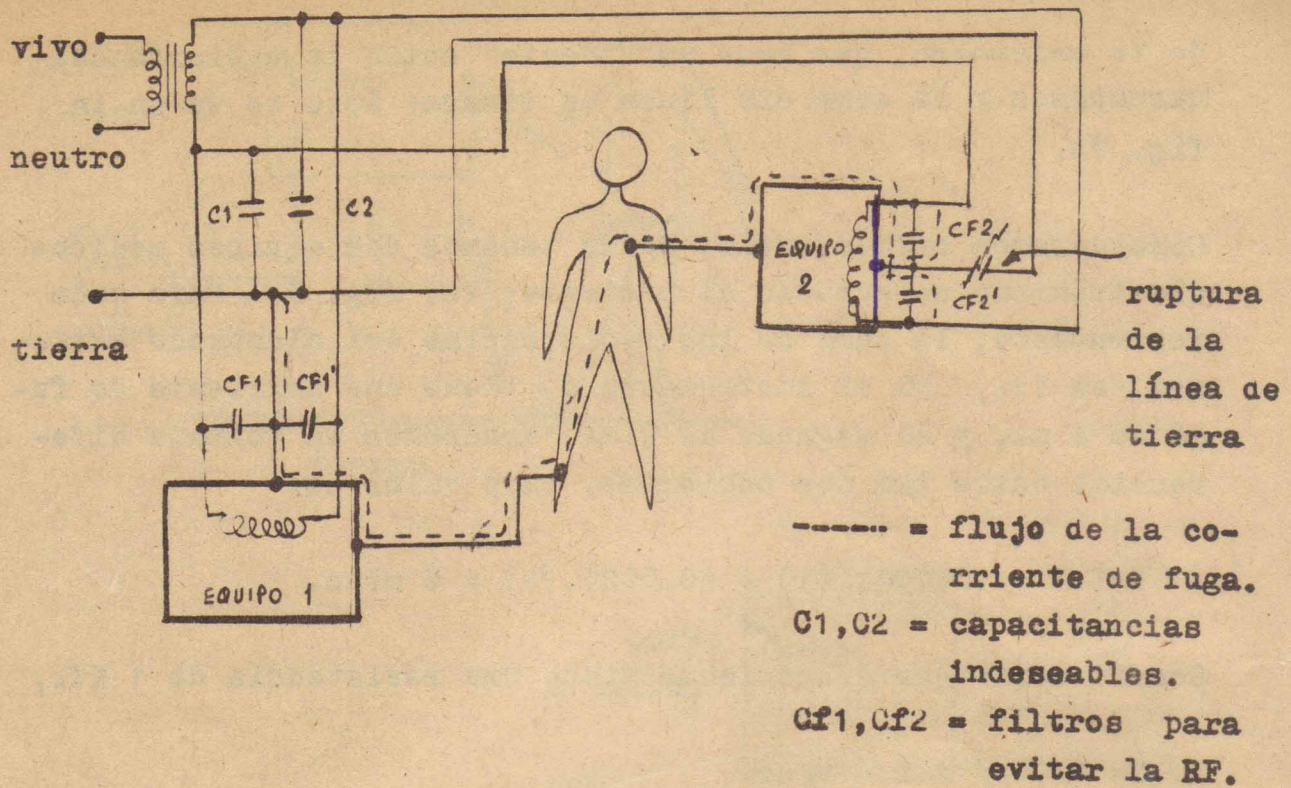 vivo
neutro
tierra
C1
C2
CF1
CF1'
EQUIPO 1
EQUIPO
2
CF2
CF2'
ruptura
de la
línea de
tierra
------ = flujo de la co-
rriente de fuga.
C1,C2 = capacitancias
indeseables.
Cf1,Cf2 = filtros para
evitar la RF.